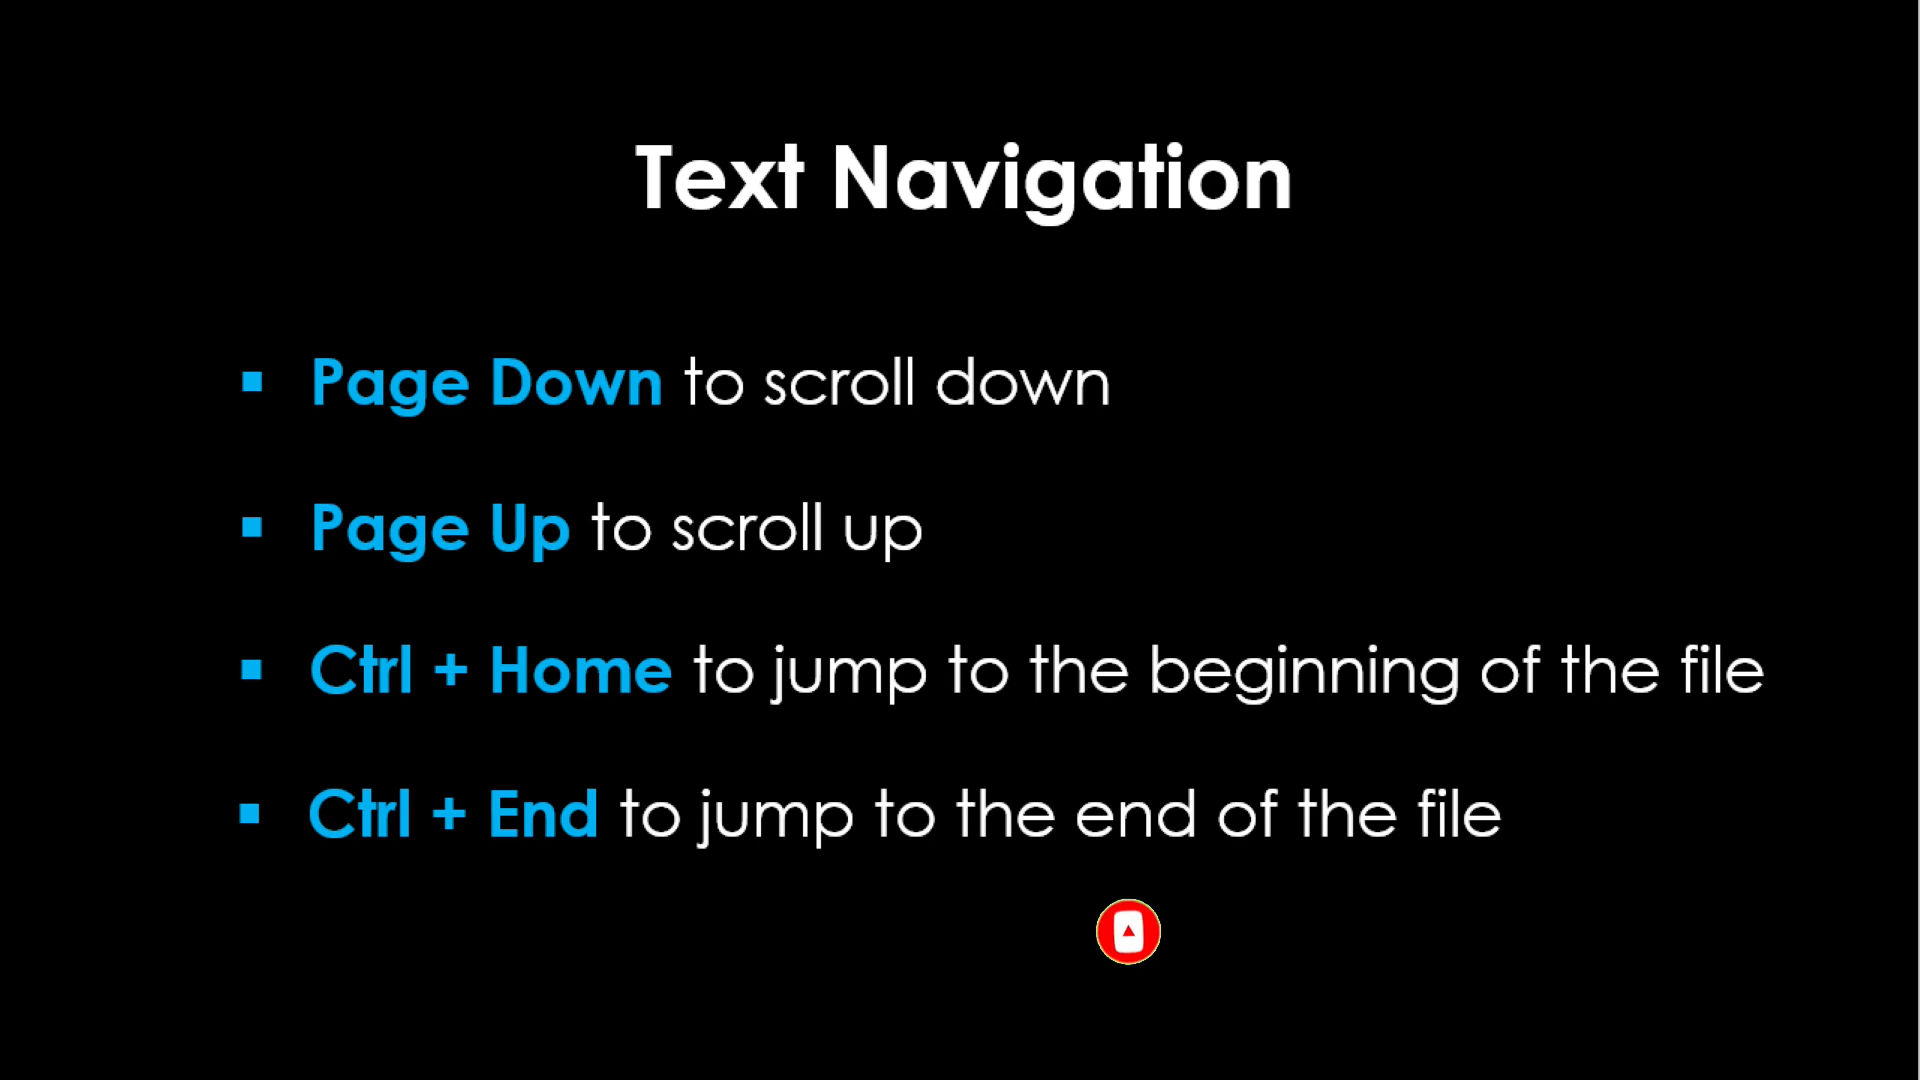 Text Navigation
▪ Page Down to scroll down
▪ Page Up to scroll up
▪ Ctrl + Home to jump to the beginning of the file
▪ Ctrl + End to jump to the end of the file